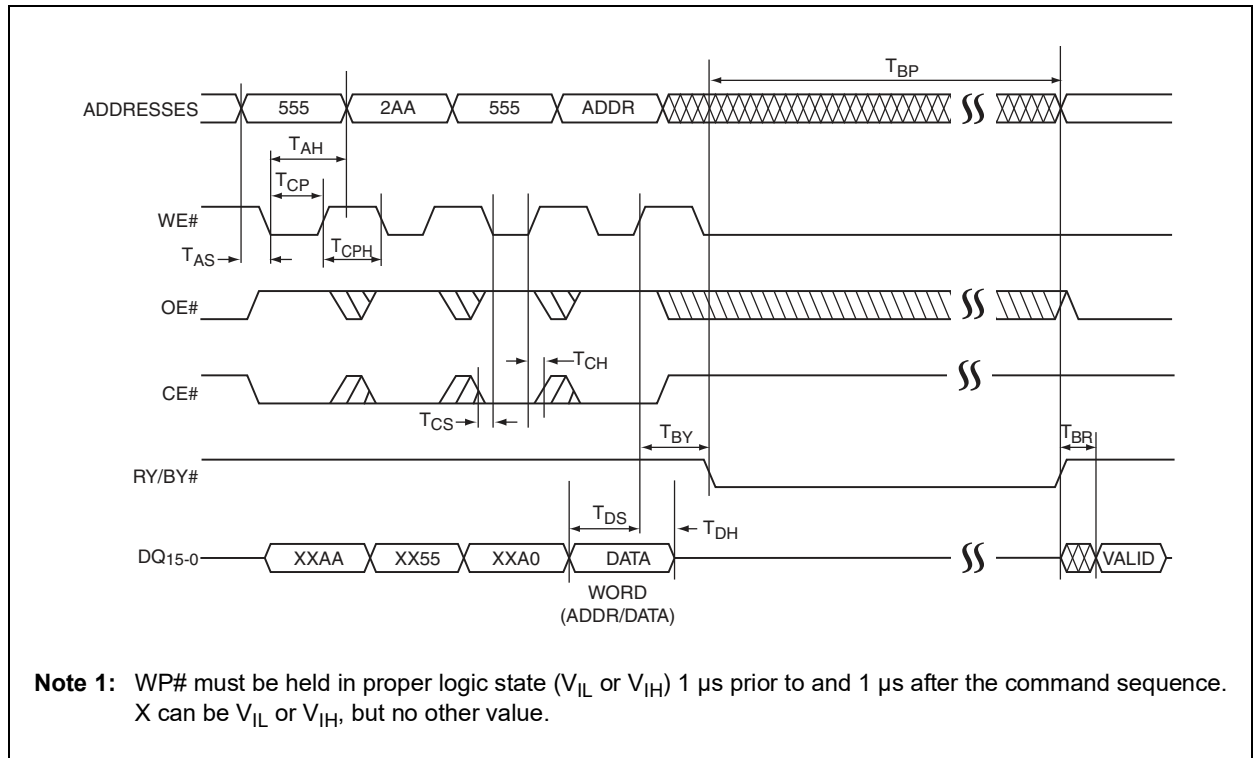 T_BP
ADDRESSES 555 2AA 555 ADDR
T_AH
T_CP
WE#
T_AS T_CPH
OE#
T_CH
CE#
T_CS
T_BY T_BR
RY/BY#
T_DS T_DH
DQ15-0 XXAA XX55 XXA0 DATA VALID
WORD
(ADDR/DATA)
Note 1: WP# must be held in proper logic state (V_IL or V_IH) 1 µs prior to and 1 µs after the command sequence.
X can be V_IL or V_IH, but no other value.